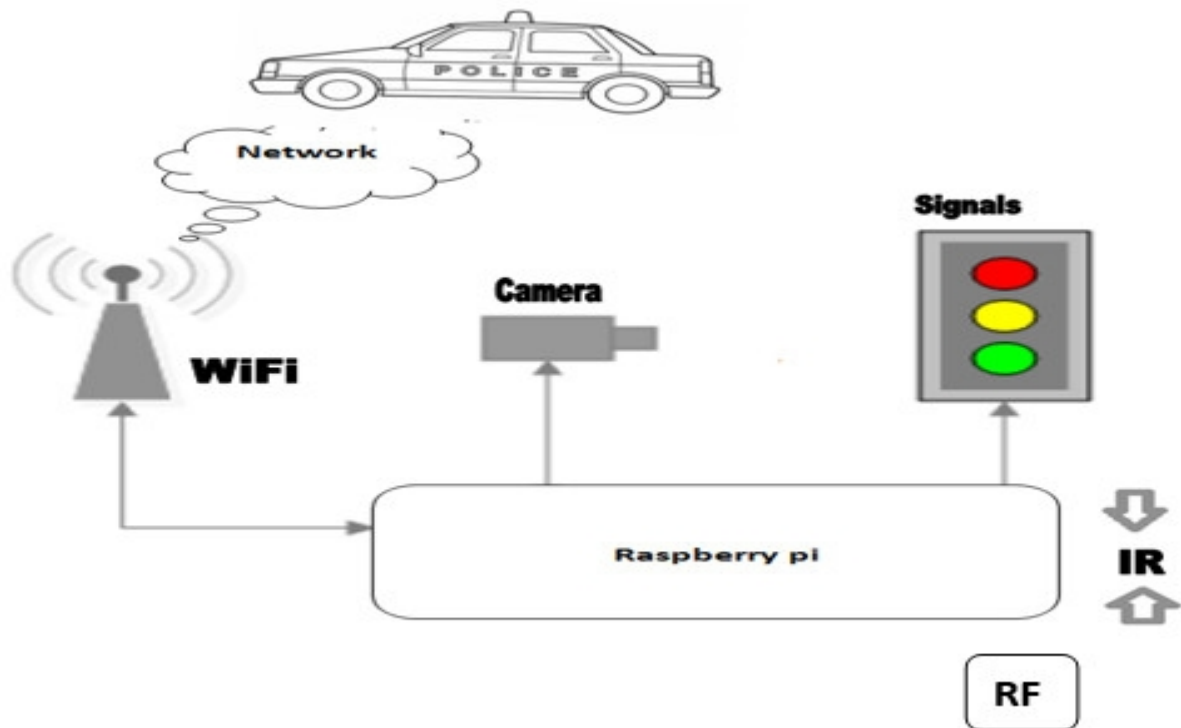 POLICE
Network
Signals
Camera
WiFi
Raspberry pi
IR
RF